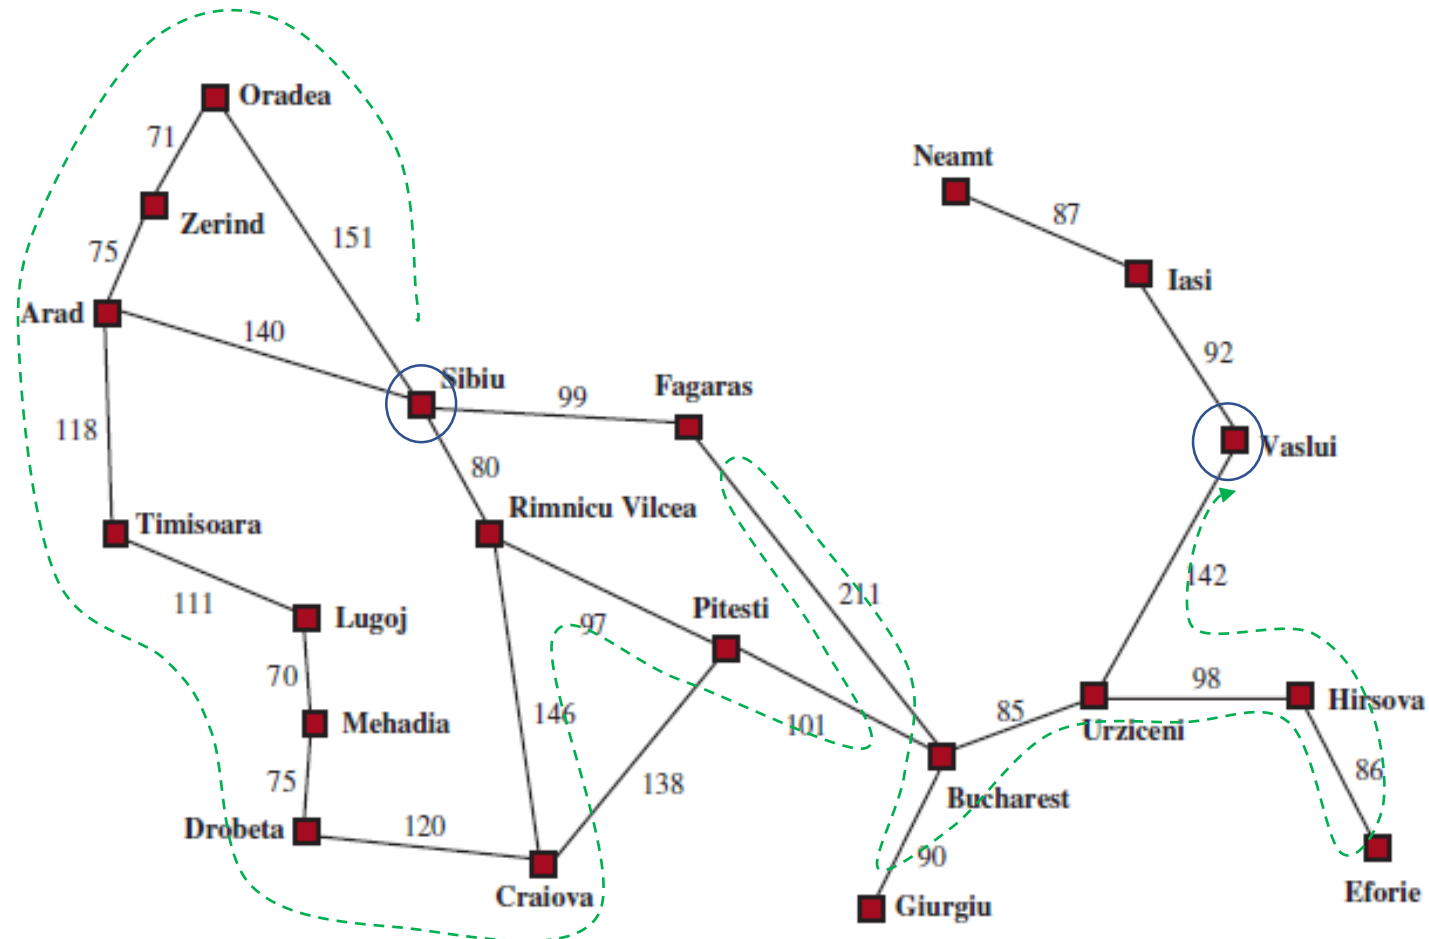 Oradea
71
Neamt
87
Zerind
151
75
Iasi
Arad
140
92
Sibiu
Fagaras
99
118
Vaslui
80
Rimnicu Vilcea
Timisoara
142
211
111
Lugoj
97
Pitesti
70
98
Hirsova
146
101
85
Mehadia
Urziceni
86
75
138
Bucharest
Drobeta
120
90
Craiova
Giurgiu
Eforie